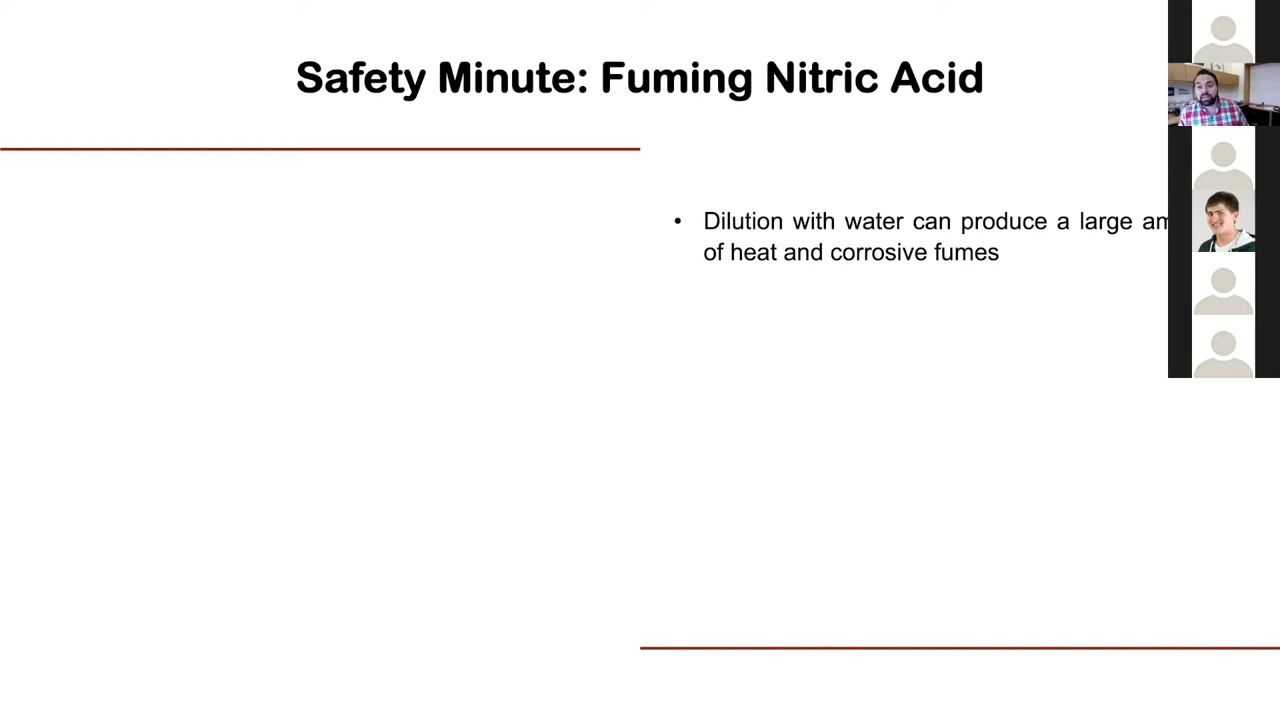 Safety Minute: Fuming Nitric Acid
• Dilution with water can produce a large
of heat and corrosive fumes